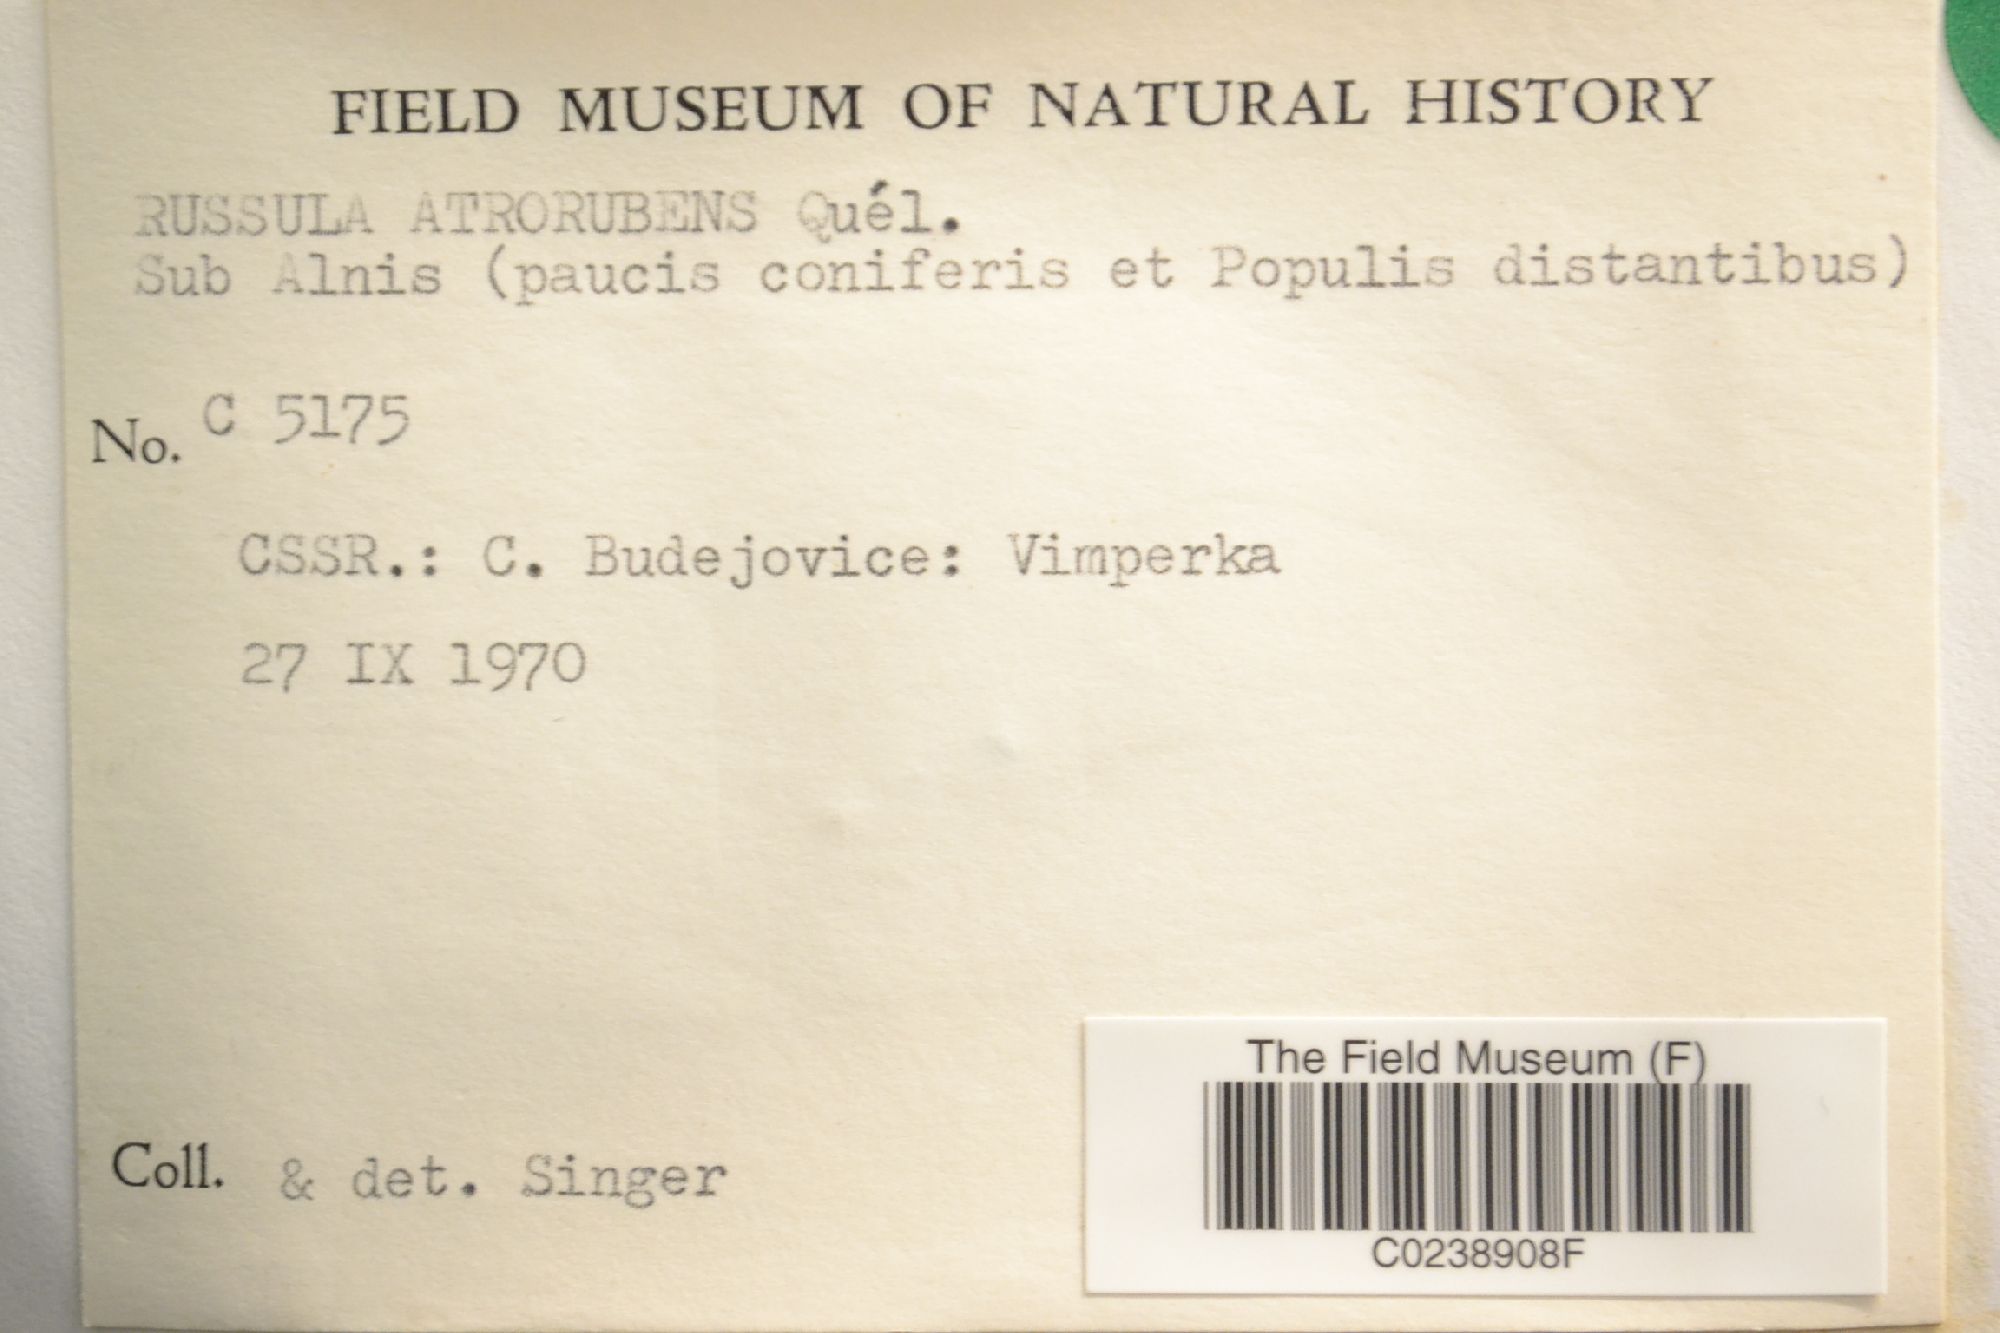 FIELD MUSEUM OF NATURAL HISTORY
RUSSULA ATRORUBENS Quél.
Sub Alnis (paucis coniferis et Populis distantibus)
No. C 5175
CSSR.: C. Budejovice: Vimperka
27 IX 1970
Coll. & det. Singer
The Field Museum (F)
C0238908F